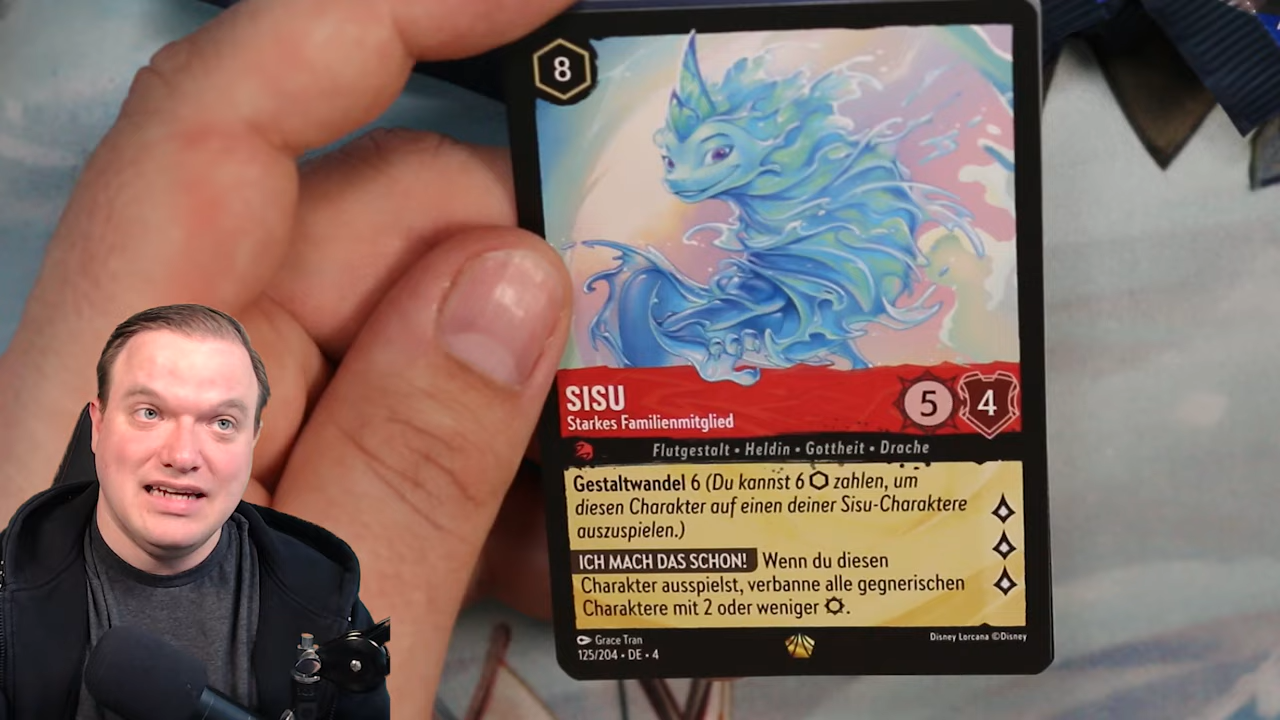 8
SISU
Starkes Familienmitglied
5
4
Flutgestalt • Heldin • Gottheit • Drache
Gestaltwandel 6 (Du kannst 6 ⬡ zahlen, um
diesen Charakter auf einen deiner Sisu-Charaktere
auszuspielen.)
ICH MACH DAS SCHON! Wenn du diesen
Charakter ausspielst, verbanne alle gegnerischen
Charaktere mit 2 oder weniger ¤.
Grace Tran
125/204 • DE • 4
Disney Lorcana ©Disney